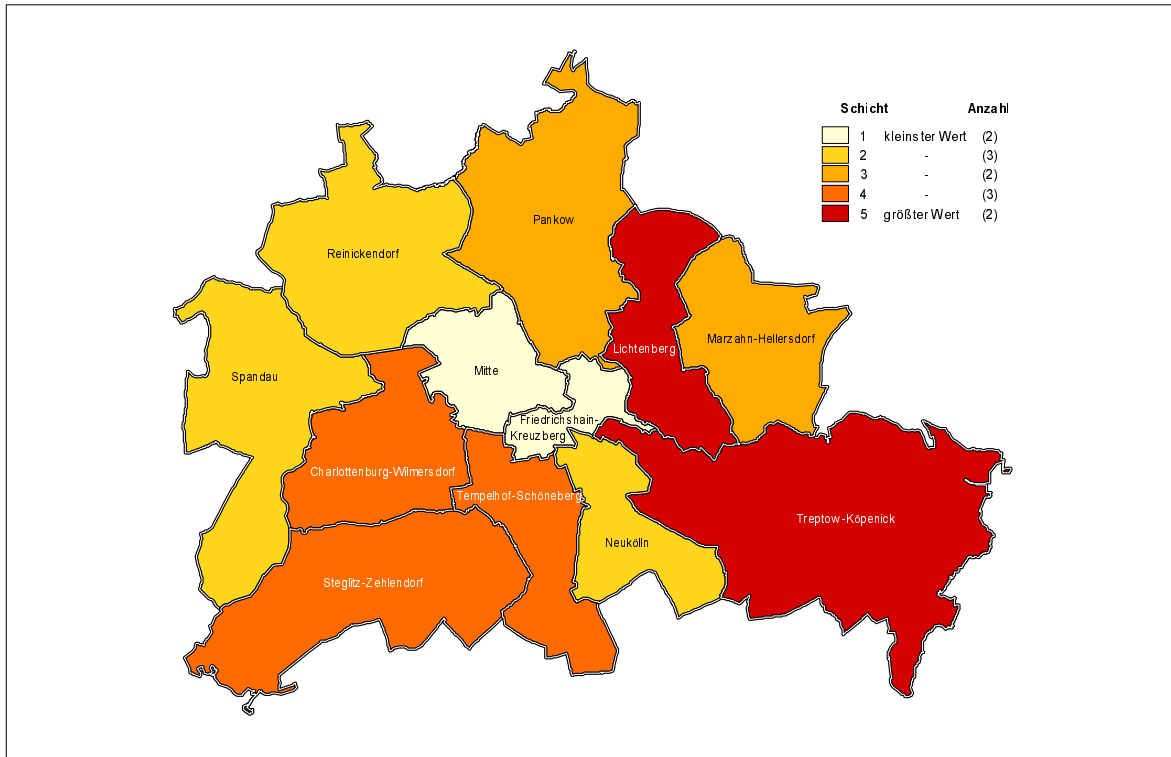 Schicht Anzahl
1 kleinster Wert (2)
2 - (3)
3 - (2)
4 - (3)
5 größter Wert (2)
Pankow
Reinickendorf
Lichtenberg
Marzahn-Hellersdorf
Mitte
Spandau
Friedrichshain-
Kreuzberg
Charlottenburg-Wilmersdorf
Tempelhof-Schöneberg
Treptow-Köpenick
Neukölln
Steglitz-Zehlendorf